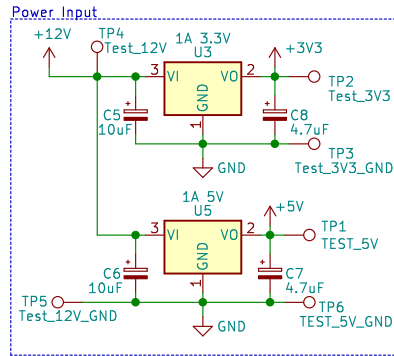 Power Input
+12V
TP4
Test_12V
1A 3.3V
U3
+3V3
3
VI
VO
2
GND
1
TP2
Test_3V3
C5
10uF
C8
4.7uF
TP3
Test_3V3_GND
GND
1A 5V
U5
+5V
3
VI
VO
2
GND
1
TP1
TEST_5V
C6
10uF
C7
4.7uF
TP5
Test_12V_GND
TP6
TEST_5V_GND
GND